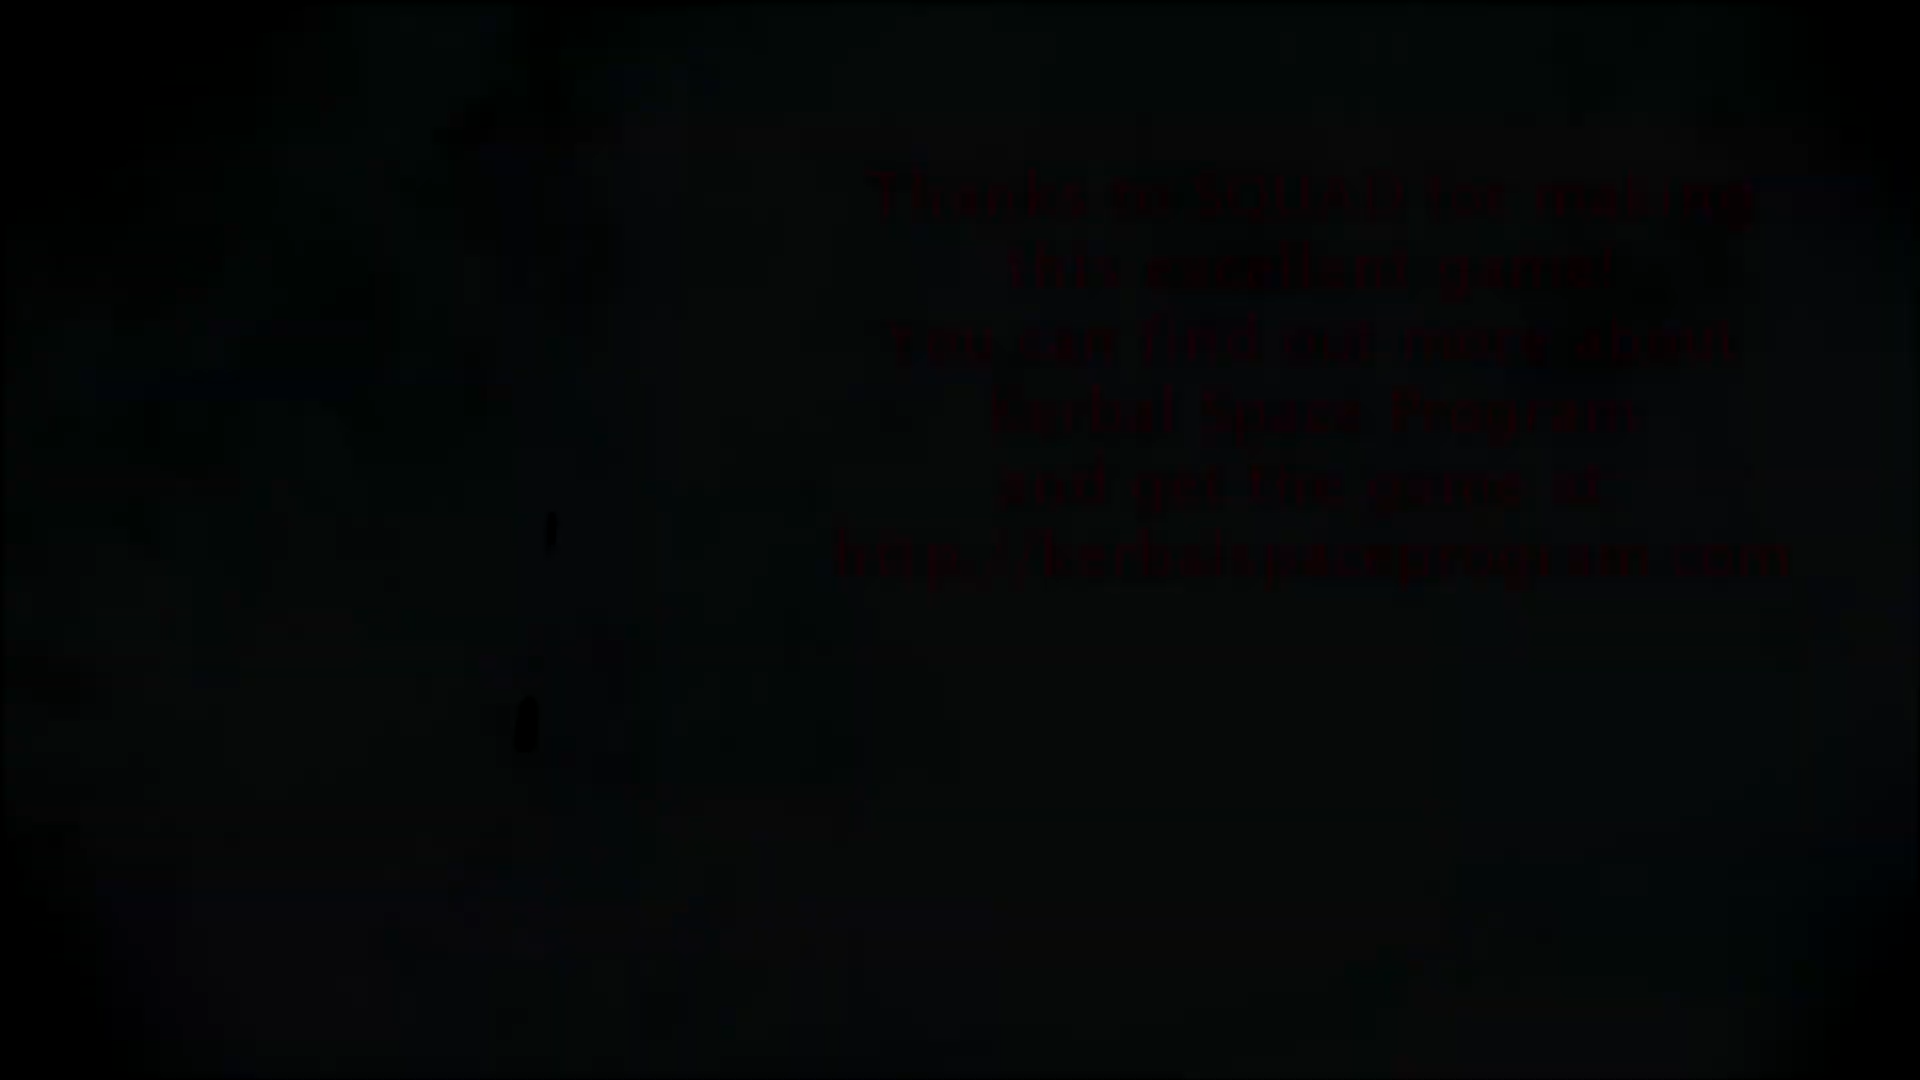 Thanks to SQUAD for making
this excellent game!
You can find out more about
Kerbal Space Program
and get the game at
http://kerbalspaceprogram.com